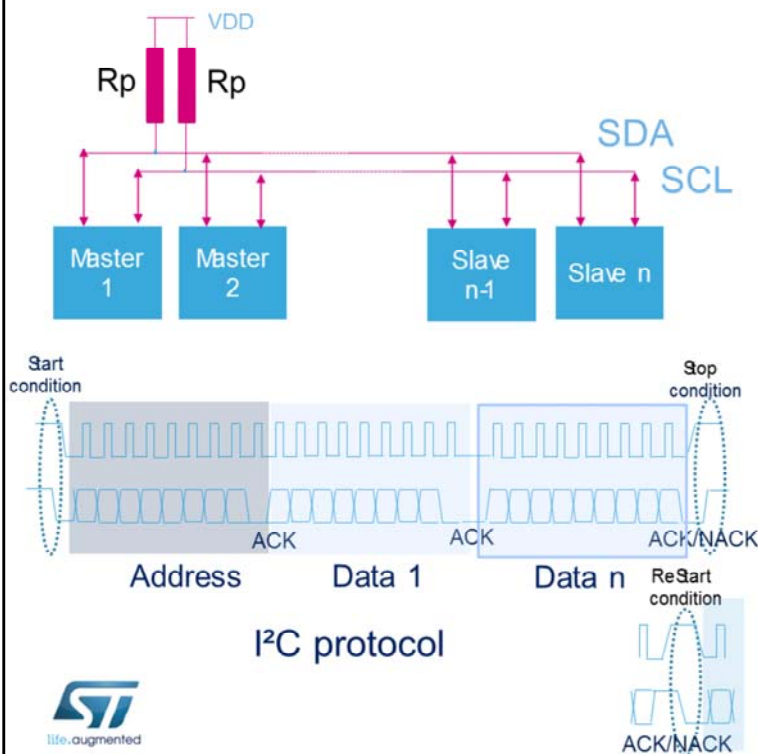 VDD
Rp Rp
SDA
SCL
Master
1
Master
2
Slave
n-1
Slave n
Start
condition
Stop
condition
ACK
ACK
ACK/NACK
Address
Data 1
Data n
ReStart
condition
I²C protocol
ACK/NACK
ST
life.augmented